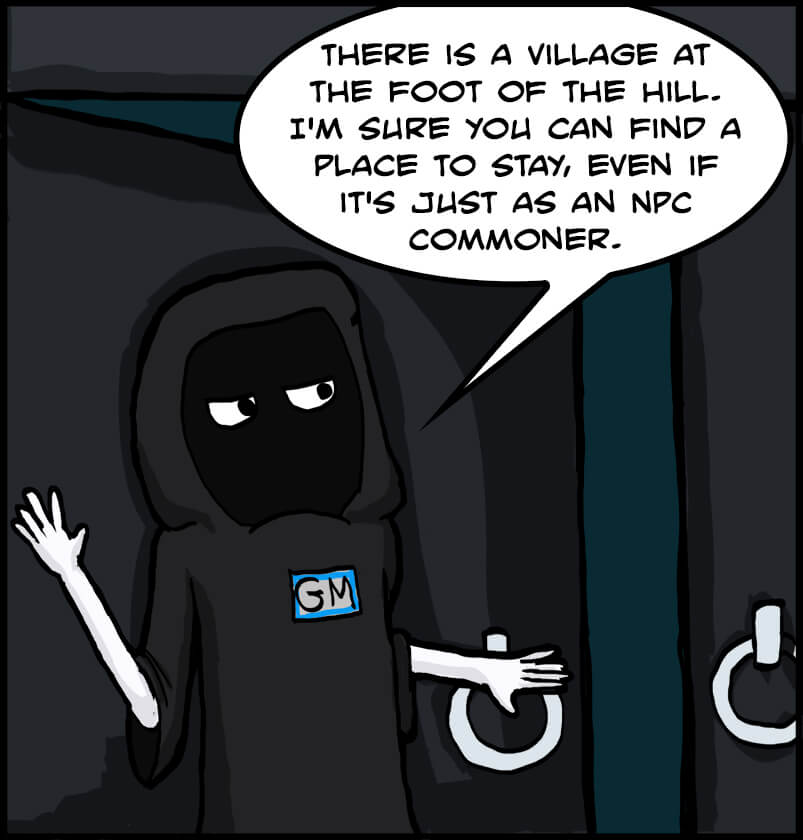 THERE IS A VILLAGE AT
THE FOOT OF THE HILL.
I'M SURE YOU CAN FIND A
PLACE TO STAY, EVEN IF
IT'S JUST AS AN NPC
COMMONER.
GM